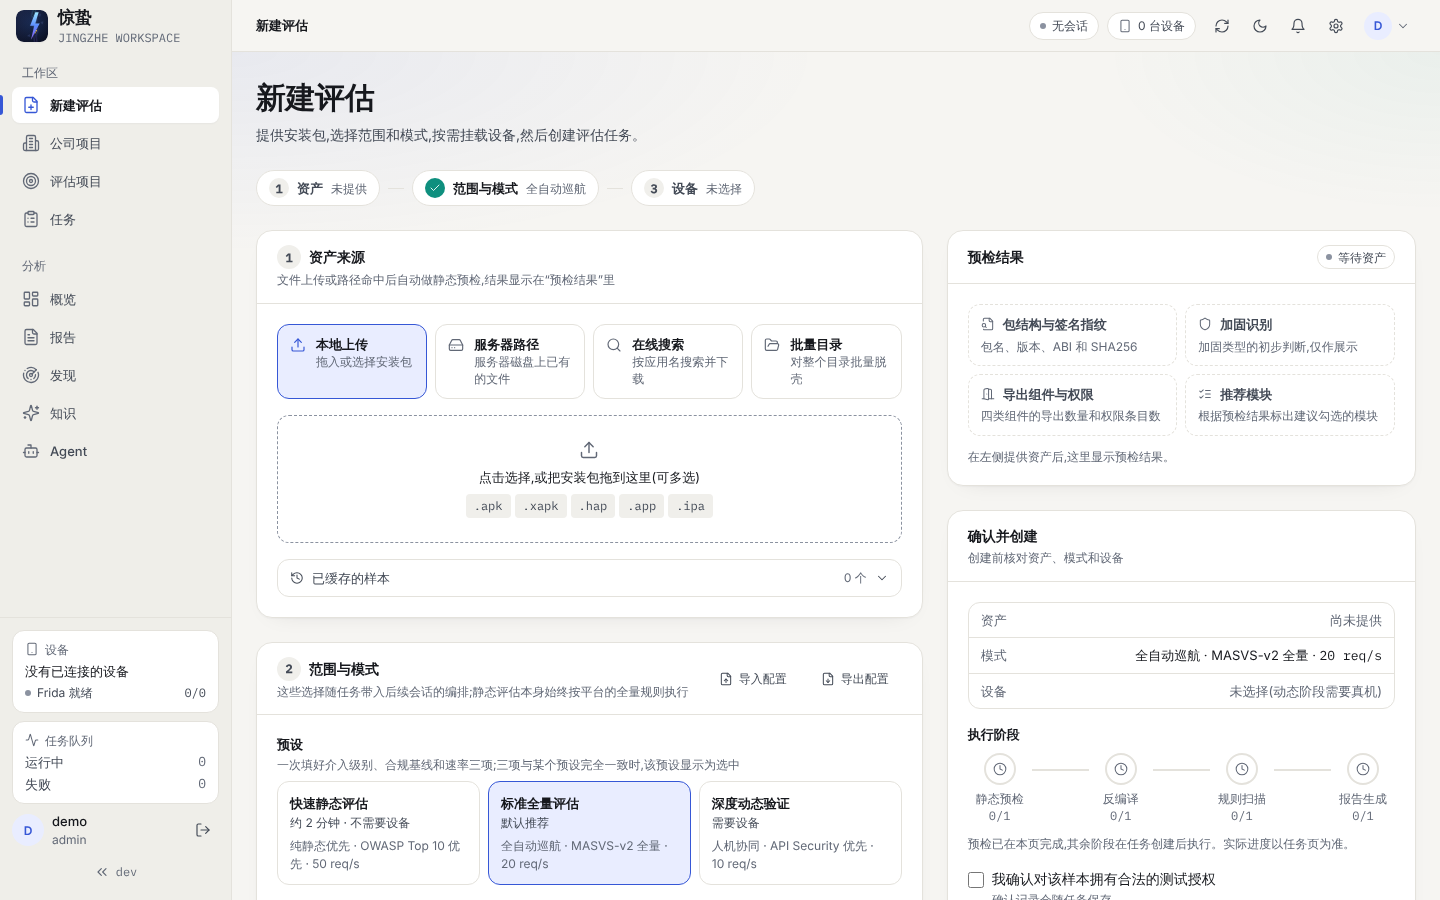 惊蛰
JINGZHE WORKSPACE
工作区
新建评估
公司项目
评估项目
任务
分析
概览
报告
发现
知识
Agent
设备
没有已连接的设备
Frida 就绪 0/0
任务队列
运行中 0
失败 0
D
demo
admin
dev
新建评估
无会话
0 台设备
D
新建评估
提供安装包,选择范围和模式,按需挂载设备,然后创建评估任务。
1 资产 未提供
范围与模式 全自动巡航
3 设备 未选择
1 资产来源
文件上传或路径命中后自动做静态预检,结果显示在"预检结果"里
本地上传
拖入或选择安装包
服务器路径
服务器磁盘上已有
的文件
在线搜索
按应用名搜索并下
载
批量目录
对整个目录批量脱
壳
点击选择,或把安装包拖到这里(可多选)
.apk .xapk .hap .app .ipa
已缓存的样本 0 个
2 范围与模式
这些选择随任务带入后续会话的编排;静态评估本身始终按平台的全量规则执行
导入配置
导出配置
预设
一次填好介入级别、合规基线和速率三项;三项与某个预设完全一致时,该预设显示为选中
快速静态评估
约 2 分钟 · 不需要设备
纯静态优先 · OWASP Top 10 优
先 · 50 req/s
标准全量评估
默认推荐
全自动巡航 · MASVS-v2 全量 ·
20 req/s
深度动态验证
需要设备
人机协同 · API Security 优先 ·
10 req/s
预检结果
等待资产
包结构与签名指纹
包名、版本、ABI 和 SHA256
加固识别
加固类型的初步判断,仅作展示
导出组件与权限
四类组件的导出数量和权限条目数
推荐模块
根据预检结果标出建议勾选的模块
在左侧提供资产后,这里显示预检结果。
确认并创建
创建前核对资产、模式和设备
资产 尚未提供
模式 全自动巡航 · MASVS-v2 全量 · 20 req/s
设备 未选择(动态阶段需要真机)
执行阶段
静态预检 反编译 规则扫描 报告生成
0/1 0/1 0/1 0/1
预检已在本页完成,其余阶段在任务创建后执行。实际进度以任务页为准。
我确认对该样本拥有合法的测试授权